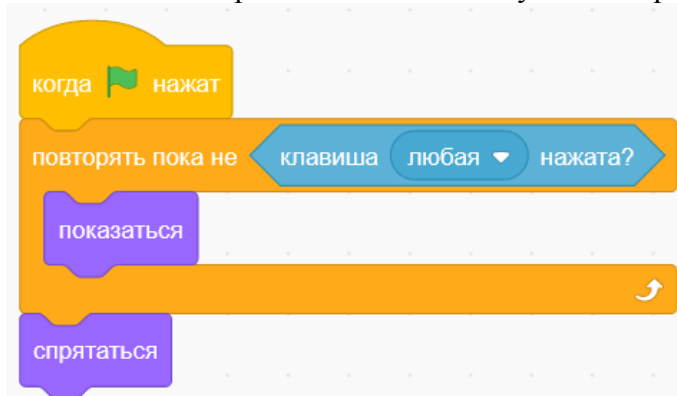 когда нажат
повторять пока не клавиша любая нажата?
показаться
спрятаться